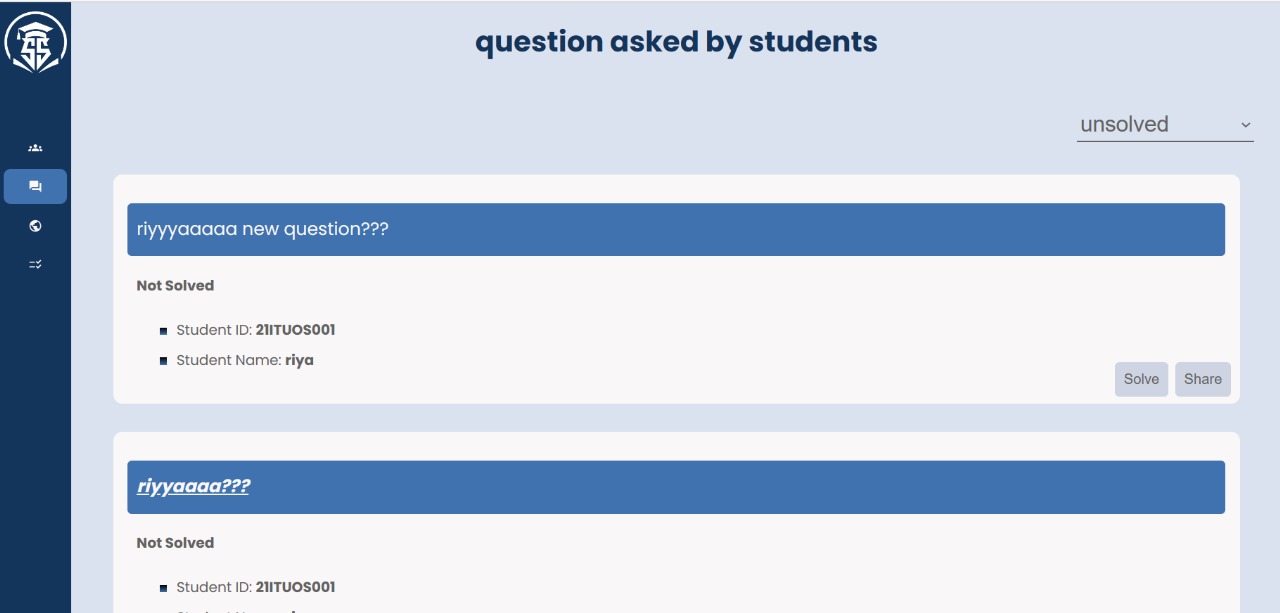 question asked by students
unsolved
riyyyaaaaa new question???
Not Solved
Student ID: 21ITUOS001
Student Name: riya
Solve Share
riyyaaaa???
Not Solved
Student ID: 21ITUOS001